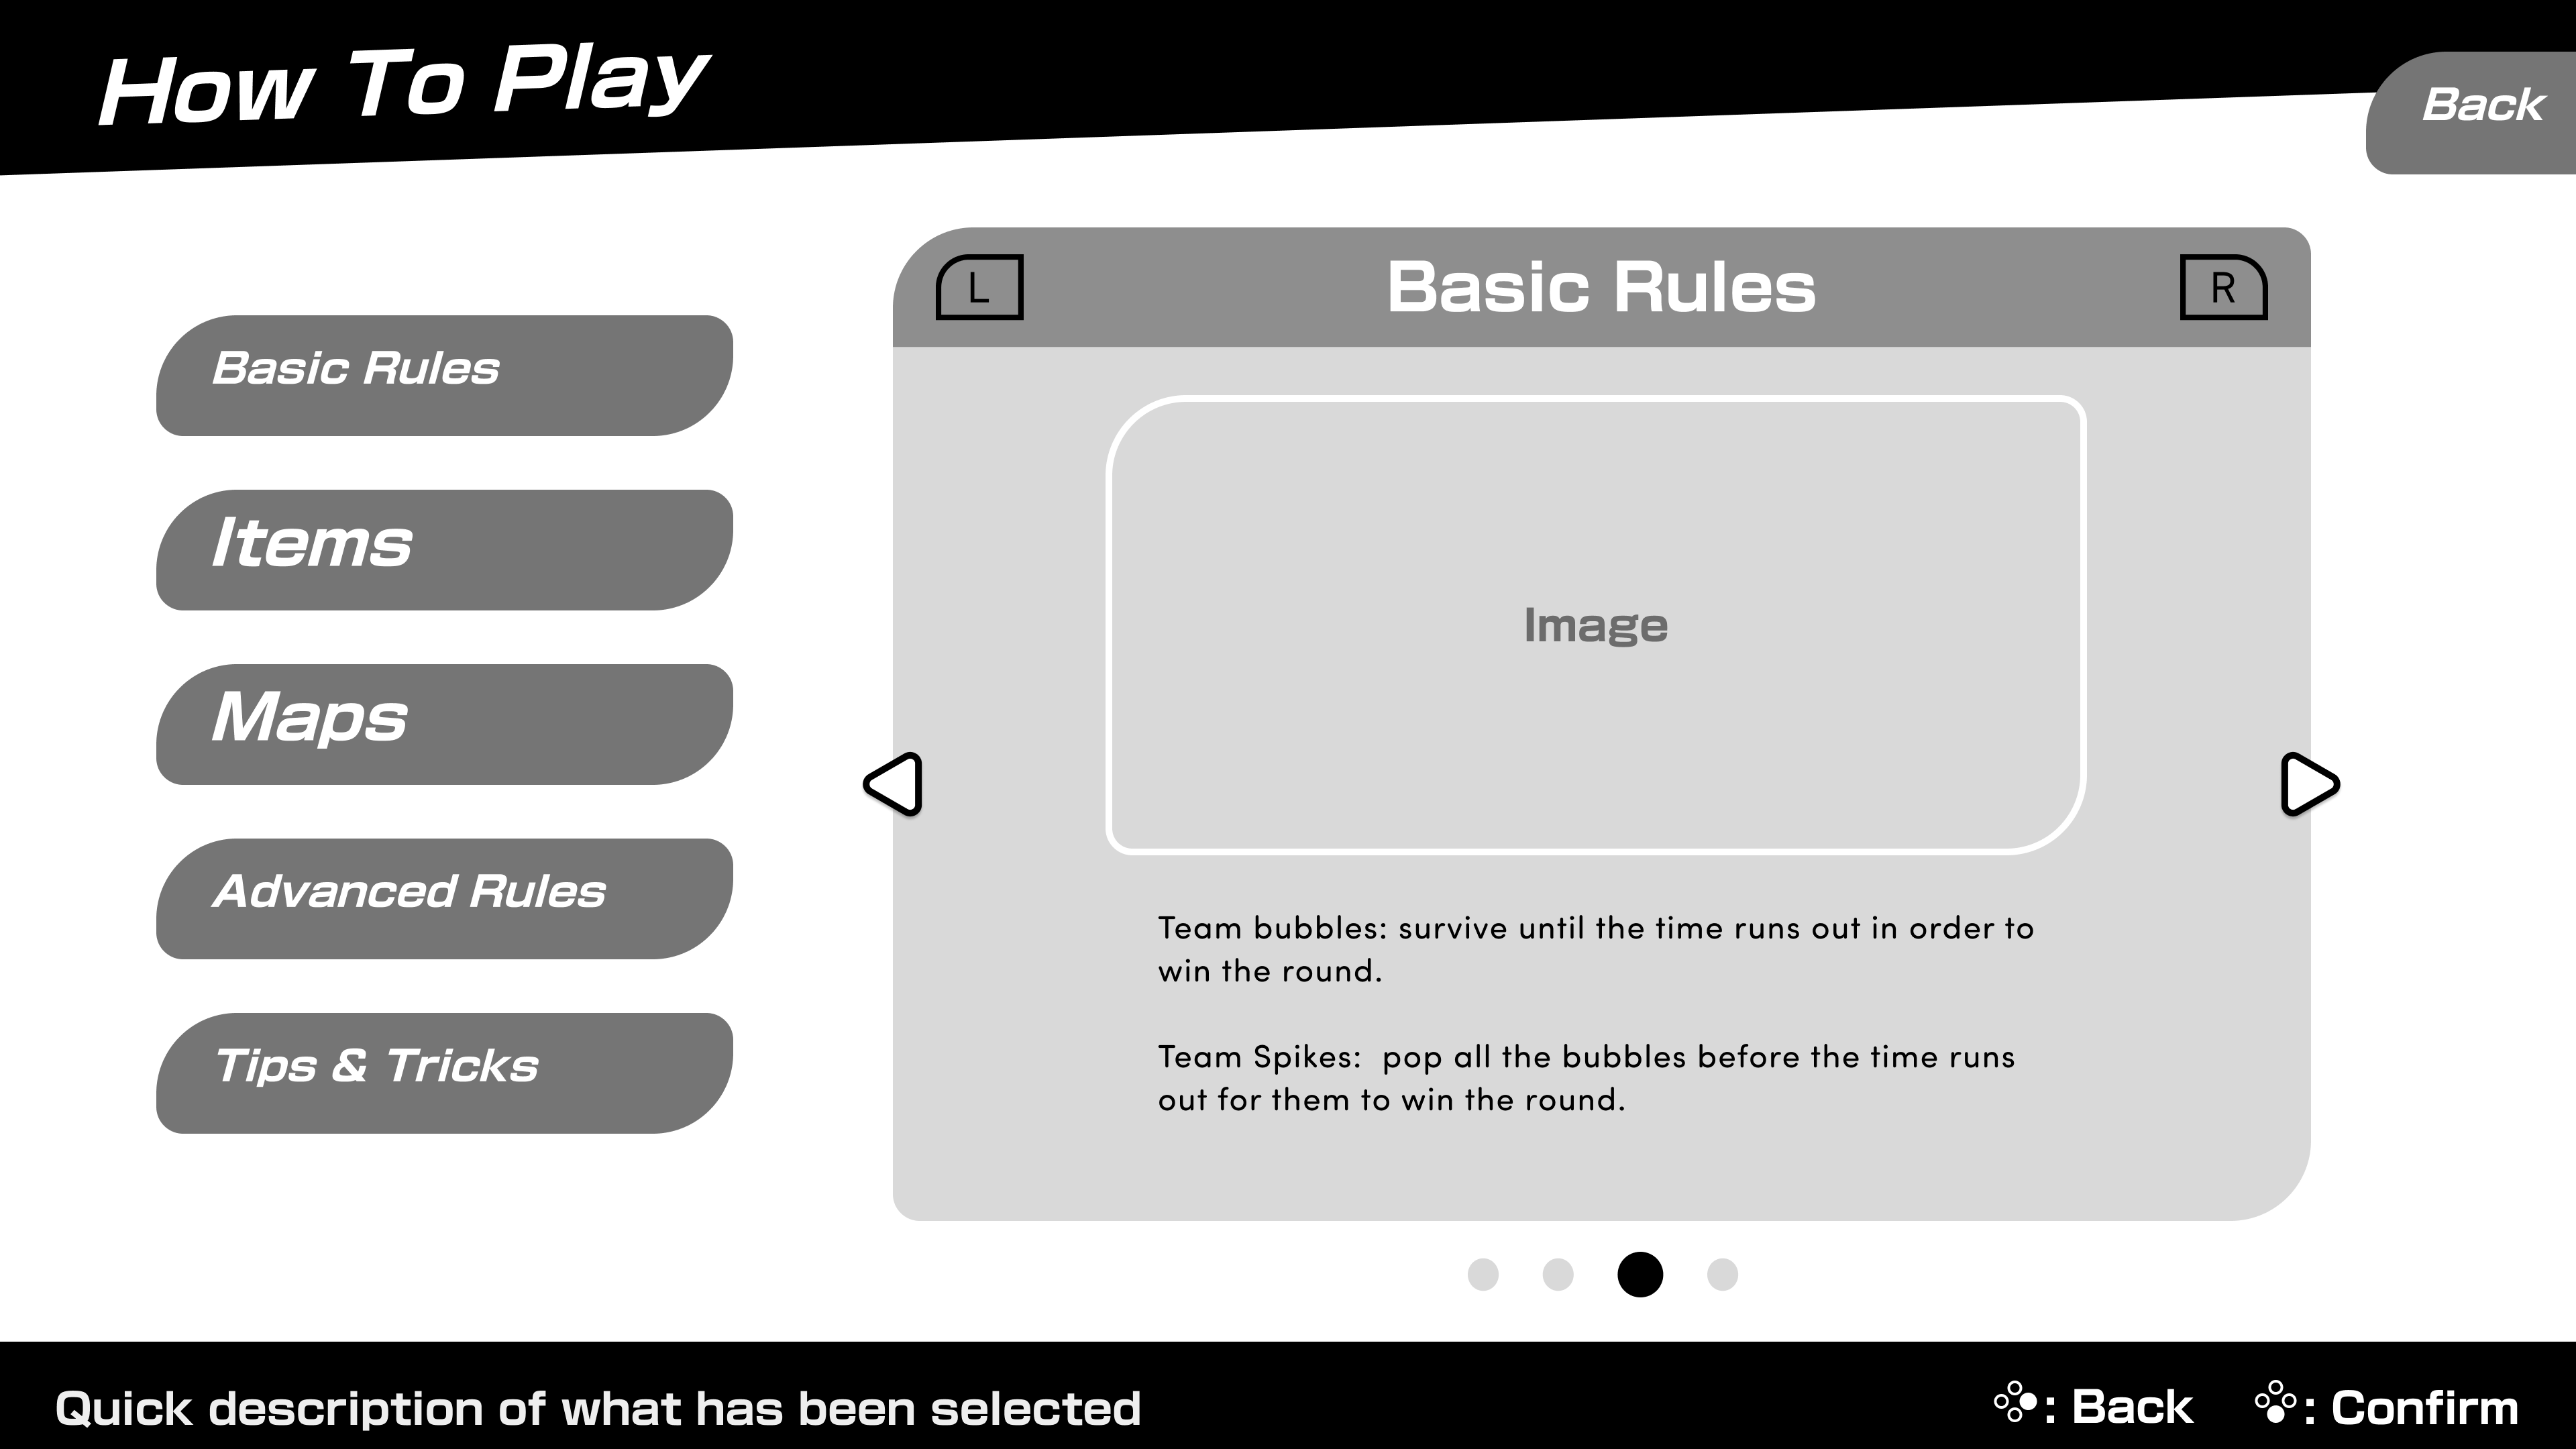 How To Play
Back
L
Basic Rules
R
Basic Rules
Items
Maps
Advanced Rules
Tips & Tricks
Image
Team bubbles: survive until the time runs out in order to
win the round.
Team Spikes:  pop all the bubbles before the time runs
out for them to win the round.
Quick description of what has been selected
: Back
: Confirm